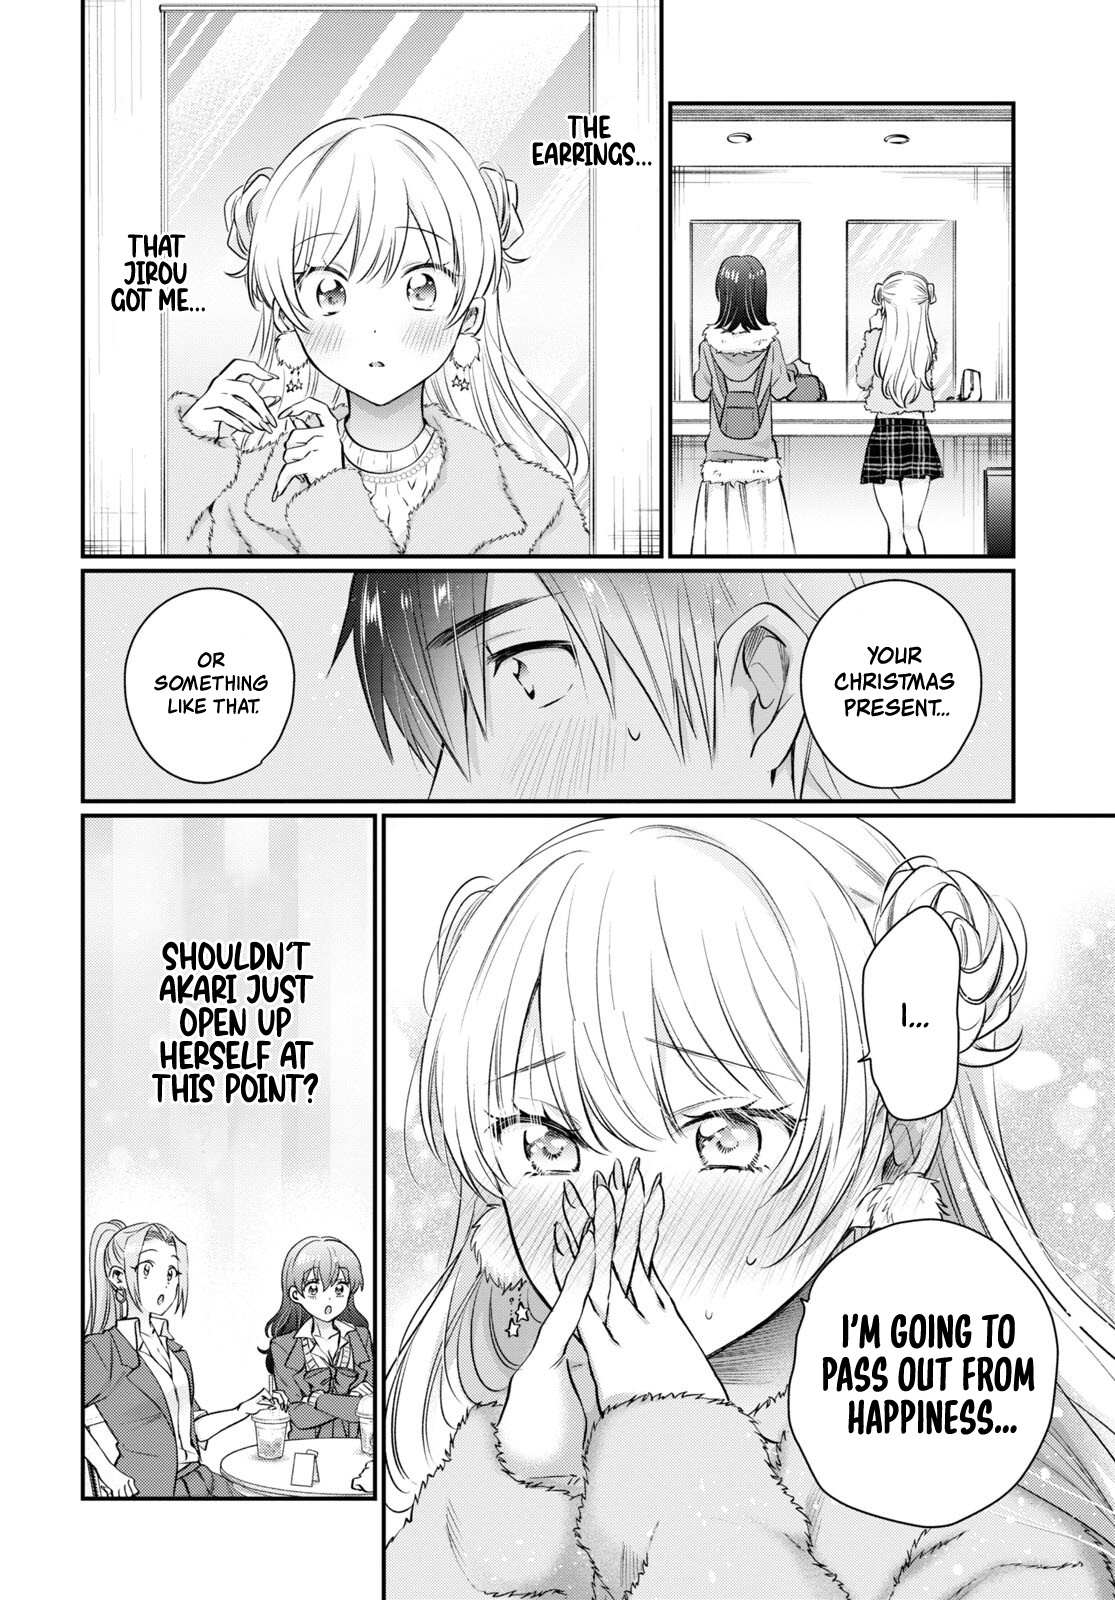 THE
EARRINGS...
THAT
JIROU
GOT ME...
YOUR
CHRISTMAS
PRESENT...
OR
SOMETHING
LIKE THAT.
I...
I'M GOING TO
PASS OUT FROM
HAPPINESS...
SHOULDN'T
AKARI JUST
OPEN UP
HERSELF AT
THIS POINT?